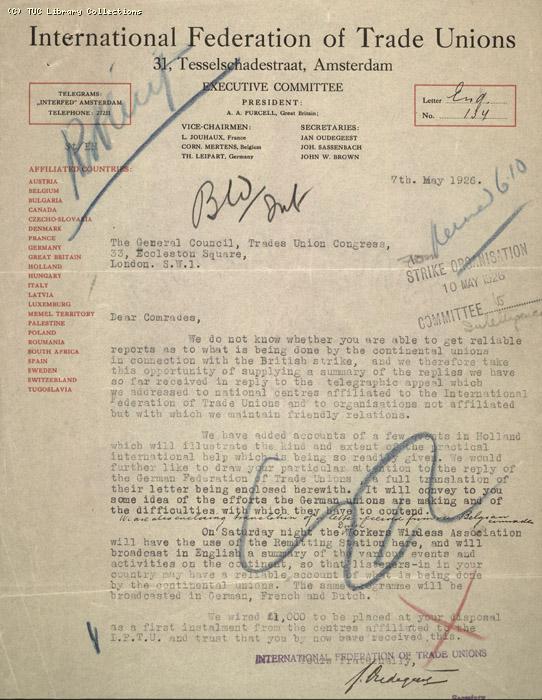 (C) TUC Library Collections
International Federation of Trade Unions
31, Tesselschadestraat, Amsterdam
EXECUTIVE COMMITTEE
TELEGRAMS:
„INTERFED" AMSTERDAM
TELEPHONE:
PRESIDENT:
A. A. PURCELL, Great Britain;
Letter Eng.
No. 134
VICE-CHAIRMEN:
L. JOUHAUX, France
CORN. MERTENS, Belgium
TH. LEIPART, Germany
SECRETARIES:
JAN OUDEGEEST
JOH. SASSENBACH
JOHN W. BROWN
St/EH
AFFILIATED COUNTRIES:
AUSTRIA
BELGIUM
BULGARIA
CANADA
CZECHO-SLOVAKIA
DENMARK
FRANCE
GERMANY
GREAT BRITAIN
HOLLAND
HUNGARY
ITALY
LATVIA
LUXEMBURG
MEMEL TERRITORY
PALESTINE
POLAND
ROUMANIA
SOUTH AFRICA
SPAIN
SWEDEN
SWITZERLAND
YUGOSLAVIA
7th. May 1926.
The General Council, Trades Union Congress,
33, Eccleston Square,
London. S.W.1.
STRIKE ORGANISATION
10 MAY 1926
COMMITTEE
Intelligence
Dear Comrades,
We do not know whether you are able to get reliable
reports as to what is being done by the continental unions
in connection with the British strike, and we therefore take
this opportunity of supplying a summary of the replies we have
so far received in reply to the telegraphic appeal which
we addressed to national centres affiliated to the International
Federation of Trade Unions and to organisations not affiliated
but with which we maintain friendly relations.
We have added accounts of a few events in Holland
which will illustrate the kind and extent of the practical
international help which is being so readily given. We would
further like to draw your particular attention to the reply of
the German Federation of Trade Unions, a full translation of
their letter being enclosed herewith. It will convey to you
some idea of the efforts the German unions are making and of
the difficulties with which they have to contend.
We are also enclosing translation of letter received from Belgian
On Saturday night the Workers Wireless Association
will have the use of the Remitting Station here, and will
broadcast in English a summary of the various events and
activities on the continent, so that listeners-in in your
country may have a reliable account of what is being done
by the continental unions. The same programme will be
broadcasted in German, French and Dutch.
We wired £1,000 to be placed at your disposal
as a first instalment from the centres affiliated to the
I.F.T.U. and trust that you by now have received this.
INTERNATIONAL FEDERATION OF TRADE UNIONS
Yours fraternally,
J. Oudegeest
Secretary